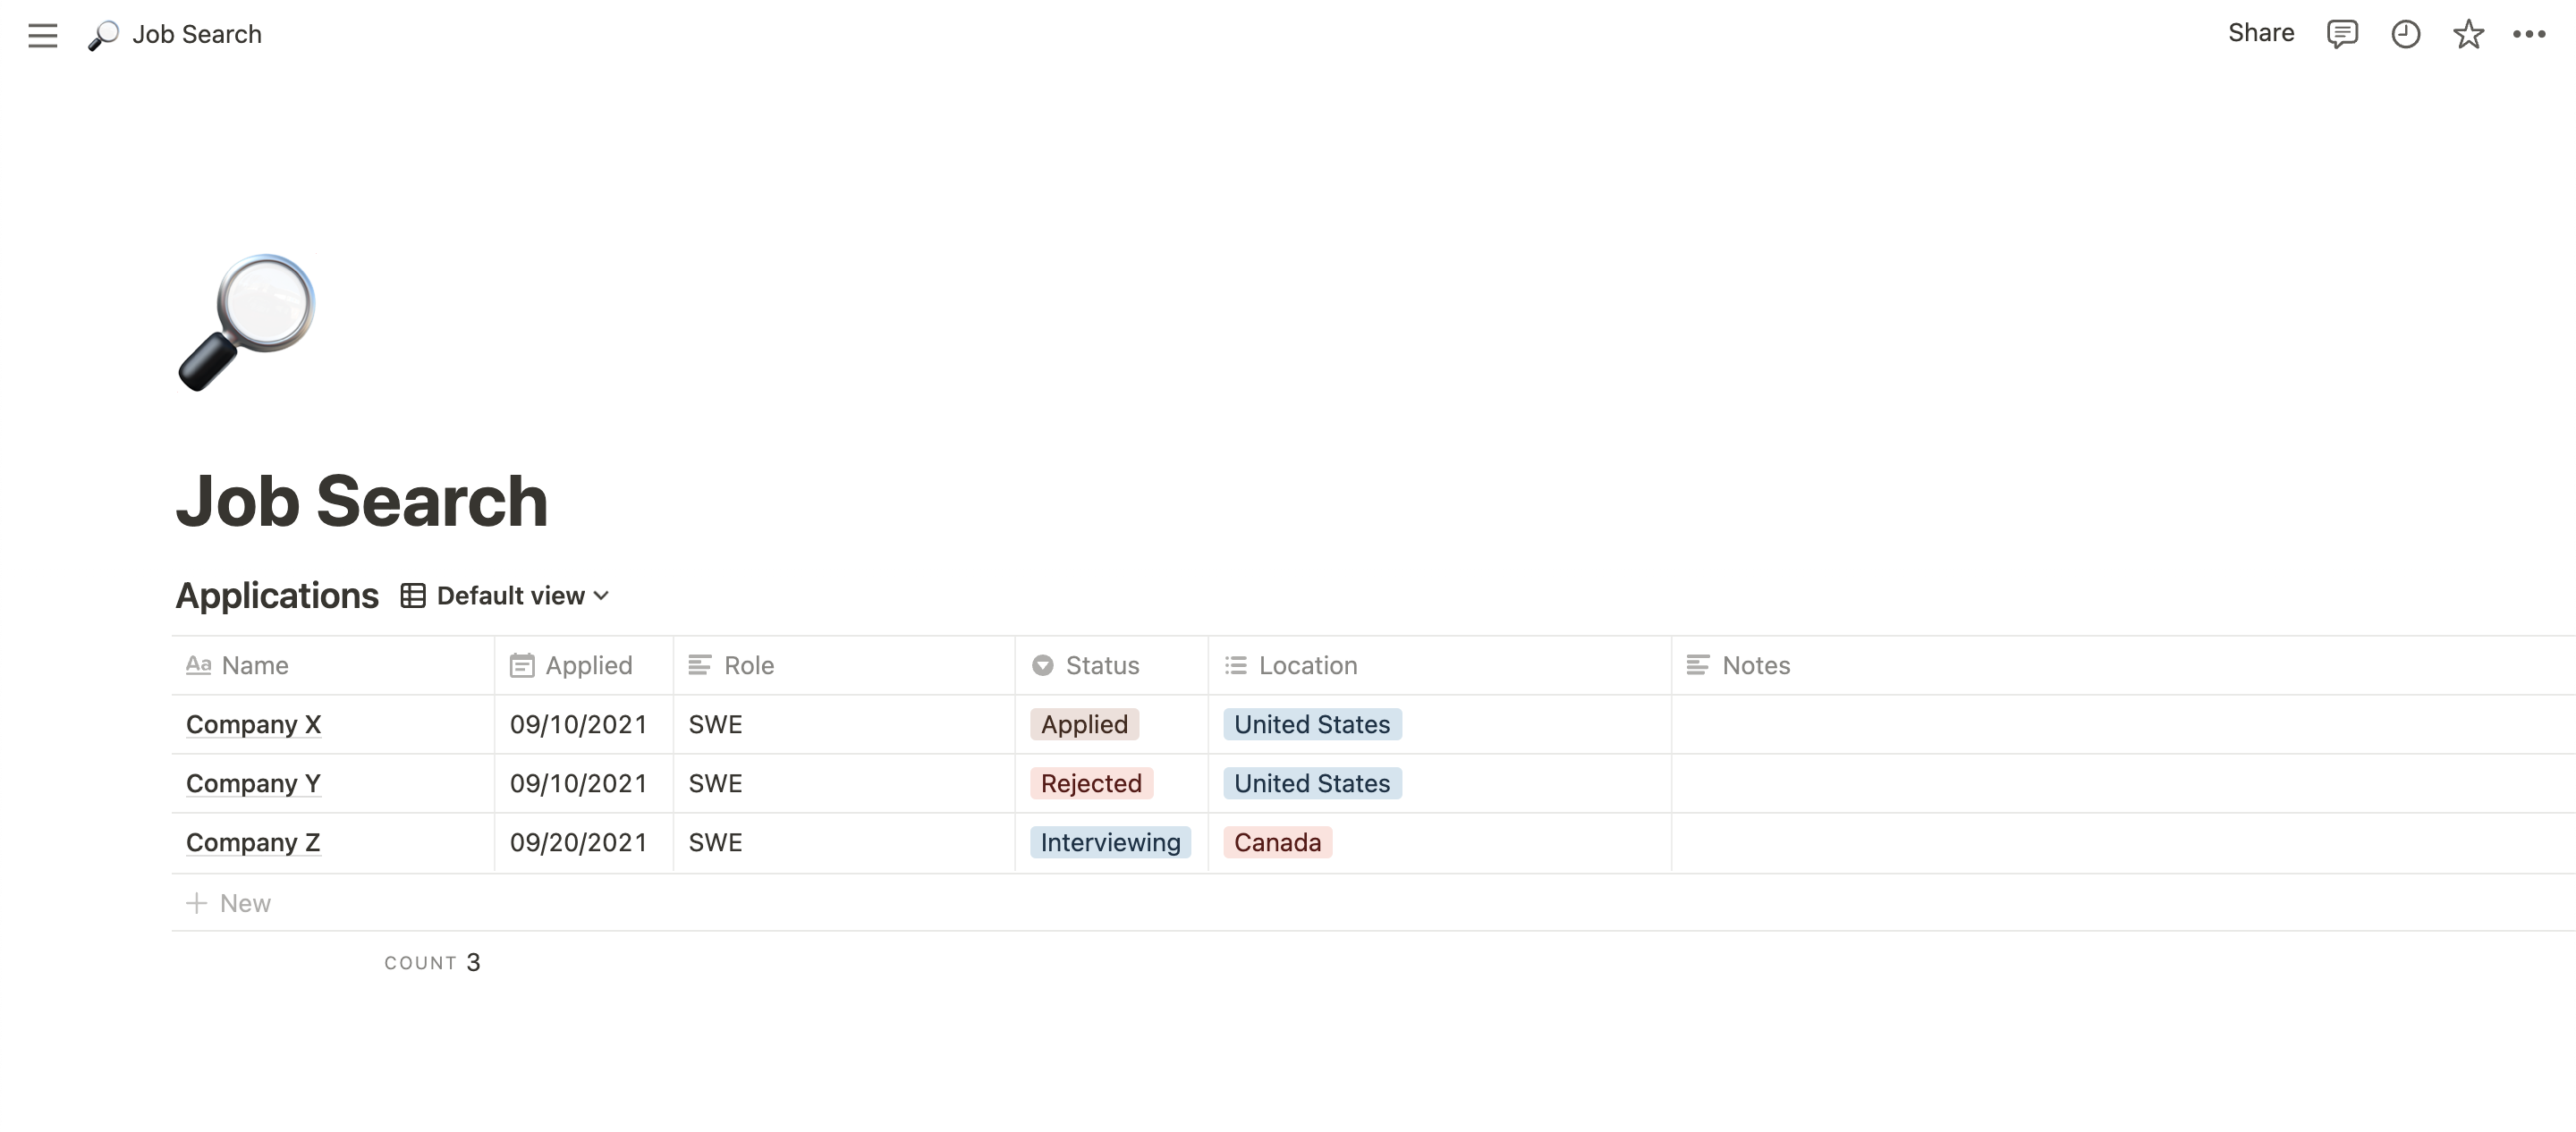 Job Search
Share
Job Search
Applications Default view
Aa Name Applied Role Status Location Notes
Company X 09/10/2021 SWE Applied United States
Company Y 09/10/2021 SWE Rejected United States
Company Z 09/20/2021 SWE Interviewing Canada
New
COUNT 3